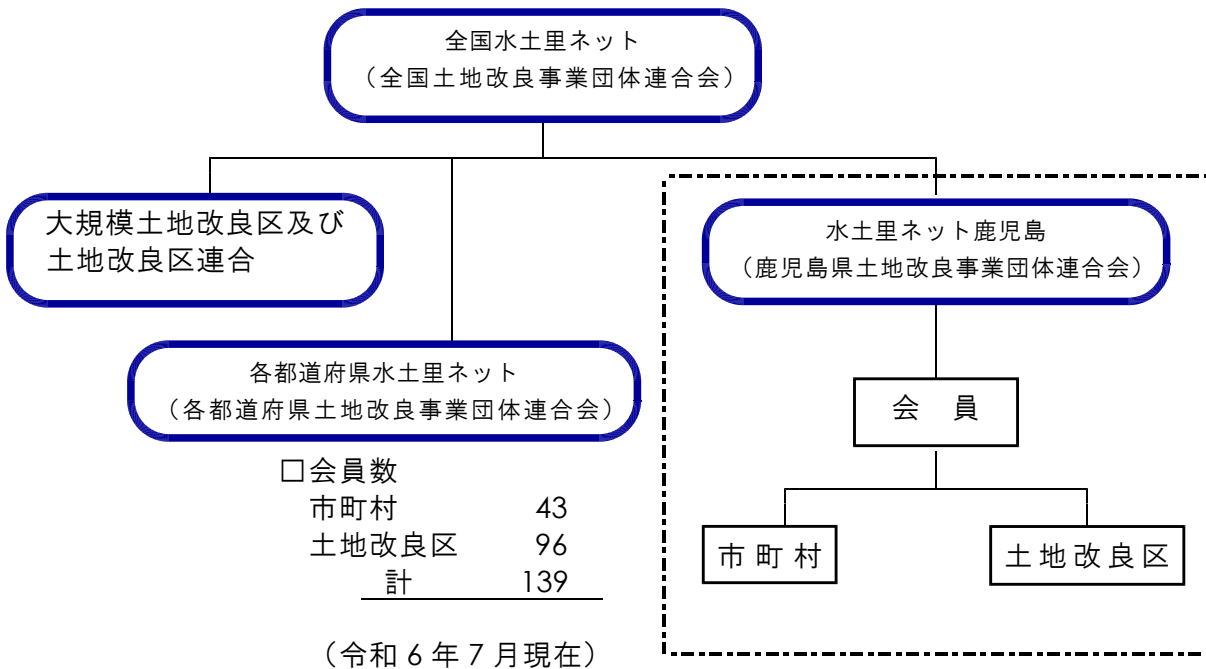 全国水土里ネット
（全国土地改良事業団体連合会）
大規模土地改良区及び
土地改良区連合
水土里ネット鹿児島
（鹿児島県土地改良事業団体連合会）
各都道府県水土里ネット
（各都道府県土地改良事業団体連合会）
会　員
□会員数
市町村　43
土地改良区　96
計　139
市町村
土地改良区
（令和６年７月現在）